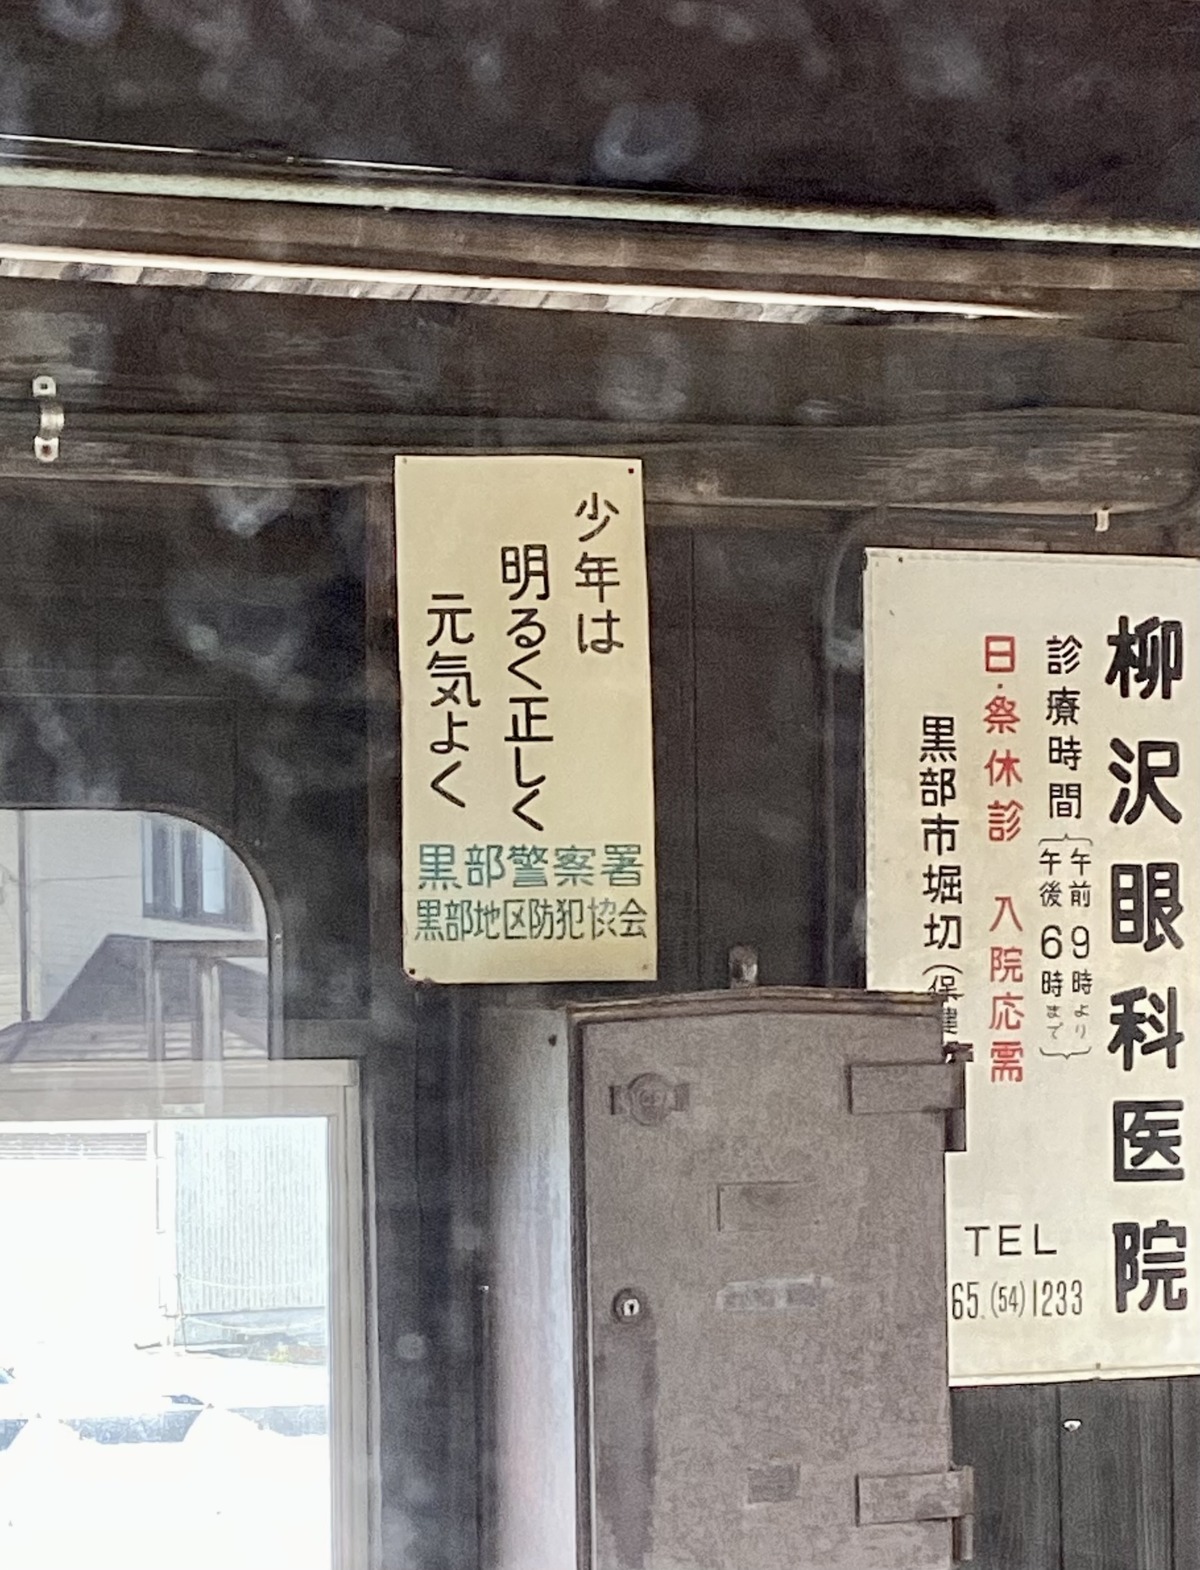 少年は
明るく正しく
元気よく
黒部警察署
黒部地区防犯協会
柳沢眼科医院
診療時間
午前9時より
午後6時まで
日・祭休診 入院応需
黒部市堀切(保健
TEL
65.(54)1233